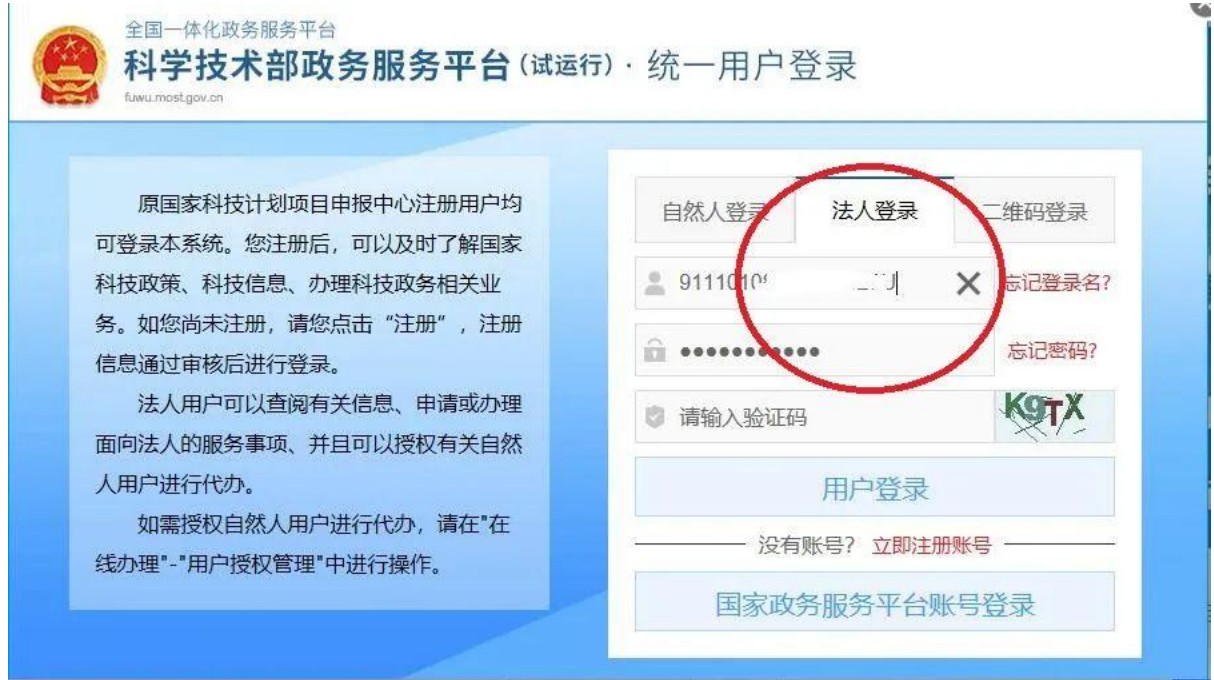 全国一体化政务服务平台
科学技术部政务服务平台(试运行)·统一用户登录
fuwu.most.gov.cn
原国家科技计划项目申报中心注册用户均
可登录本系统。您注册后，可以及时了解国家
科技政策、科技信息、办理科技政务相关业
务。如您尚未注册，请您点击“注册”，注册
信息通过审核后进行登录。
法人用户可以查阅有关信息、申请或办理
面向法人的服务事项、并且可以授权有关自然
人用户进行代办。
如需授权自然人用户进行代办，请在"在
线办理"-"用户授权管理"中进行操作。
自然人登录 法人登录 二维码登录
忘记登录名?
忘记密码?
请输入验证码 K9TX
用户登录
没有账号? 立即注册账号
国家政务服务平台账号登录